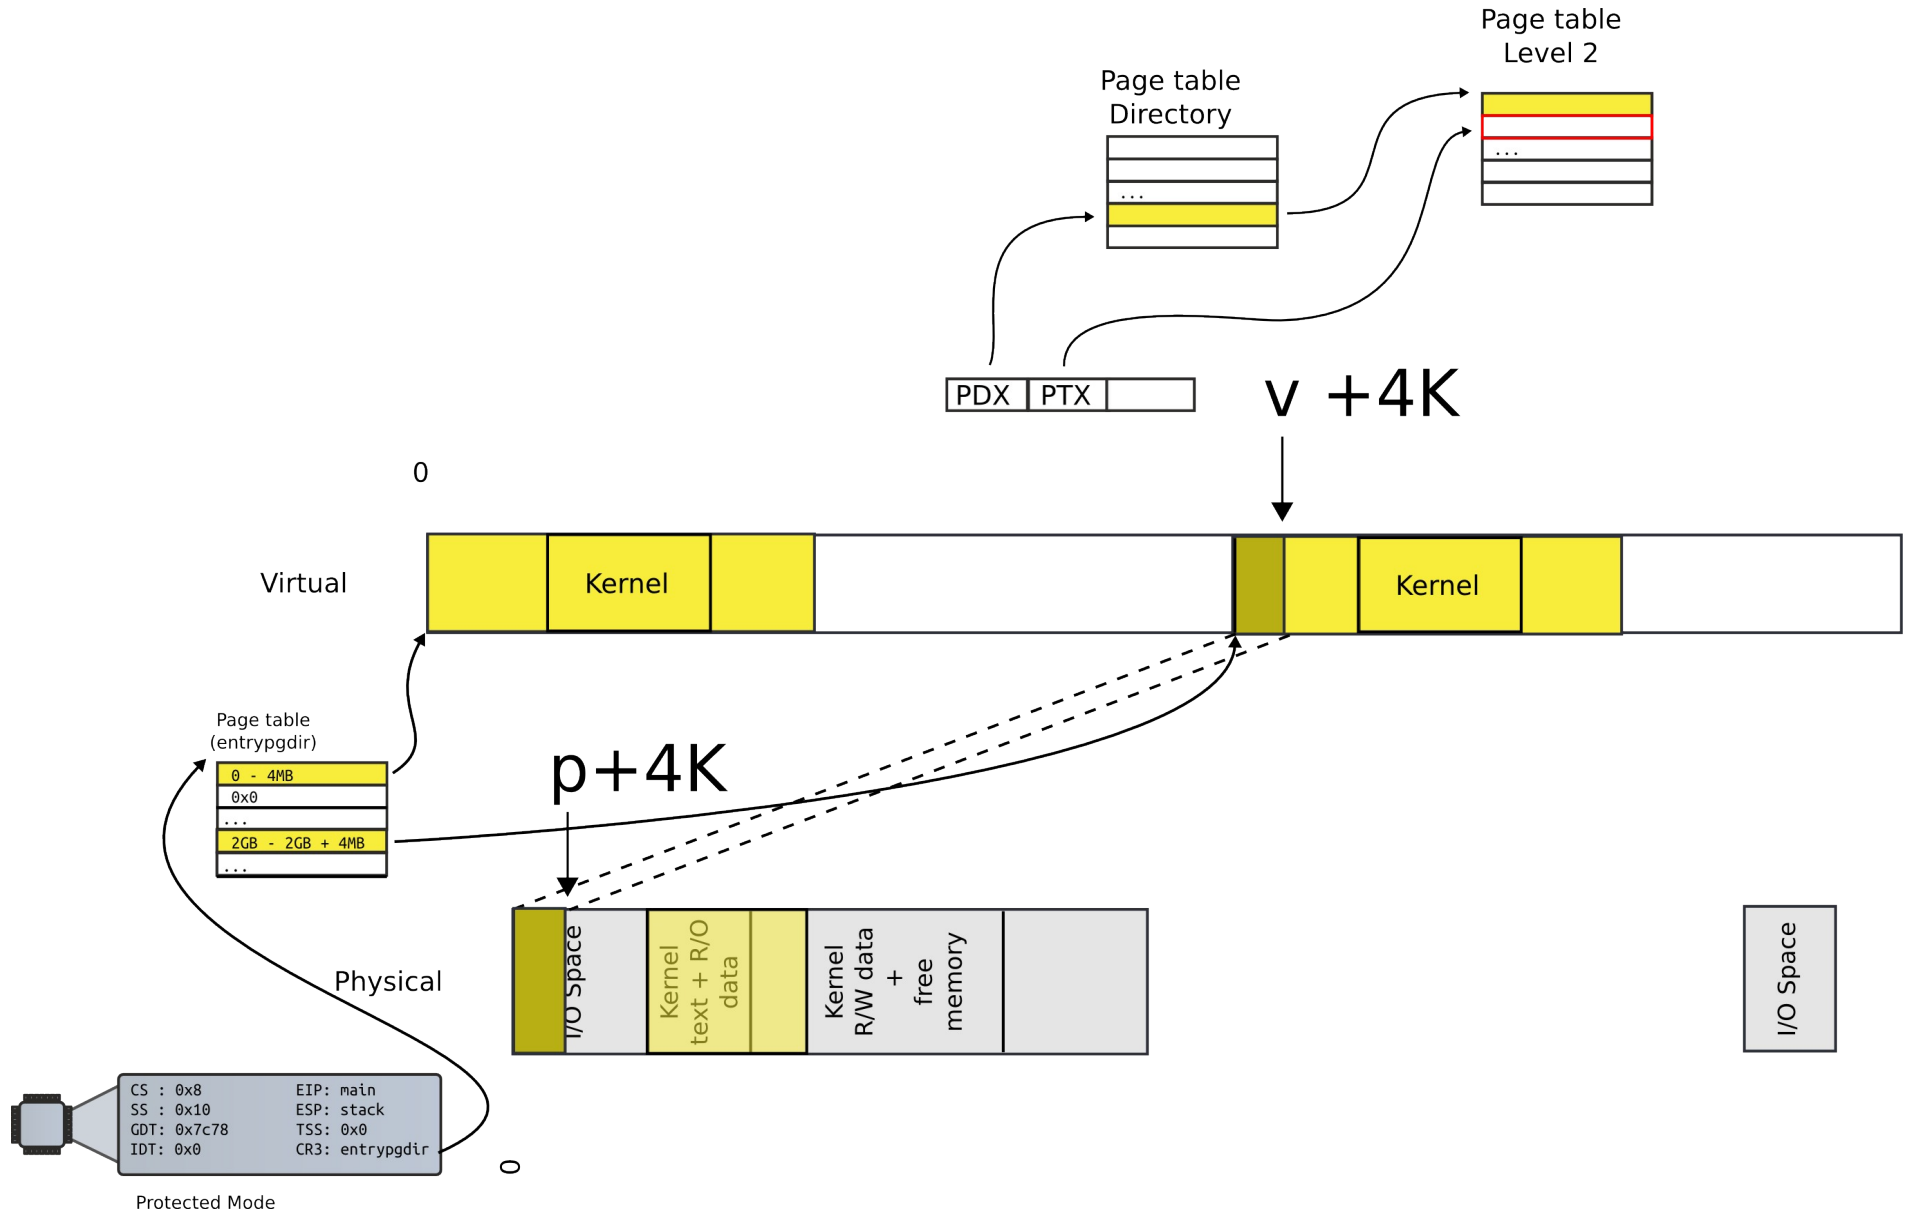 Page table
Level 2
Page table
Directory
...
...
PDX PTX
v +4K
0
Virtual
Kernel
Kernel
Page table
(entrypgdir)
0 - 4MB
0x0
...
2GB - 2GB + 4MB
...
p+4K
Physical
I/O Space
Kernel
text + R/O
data
Kernel
R/W data
+
free
memory
I/O Space
CS : 0x8 EIP: main
SS : 0x10 ESP: stack
GDT: 0x7c78 TSS: 0x0
IDT: 0x0 CR3: entrypgdir
0
Protected Mode